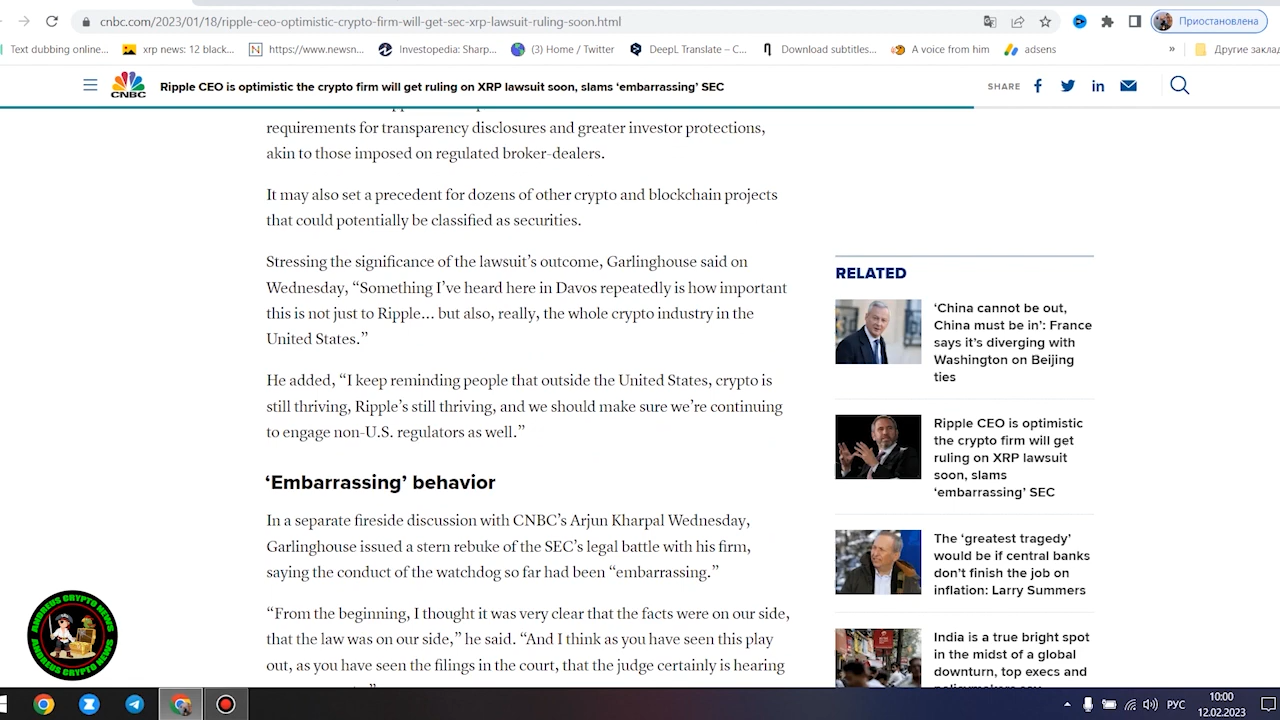 cnbc.com/2023/01/18/ripple-ceo-optimistic-crypto-firm-will-get-sec-xrp-lawsuit-ruling-soon.html
Приостановлена
Text dubbing online...
xrp news: 12 black...
https://www.newsn...
Investopedia: Sharp...
(3) Home / Twitter
DeepL Translate – C...
Download subtitles...
A voice from him
adsens
»
Другие закла
CNBC
Ripple CEO is optimistic the crypto firm will get ruling on XRP lawsuit soon, slams ‘embarrassing’ SEC
SHARE
requirements for transparency disclosures and greater investor protections,
akin to those imposed on regulated broker-dealers.
It may also set a precedent for dozens of other crypto and blockchain projects
that could potentially be classified as securities.
Stressing the significance of the lawsuit’s outcome, Garlinghouse said on
Wednesday, “Something I’ve heard here in Davos repeatedly is how important
this is not just to Ripple… but also, really, the whole crypto industry in the
United States.”
He added, “I keep reminding people that outside the United States, crypto is
still thriving, Ripple’s still thriving, and we should make sure we’re continuing
to engage non-U.S. regulators as well.”
‘Embarrassing’ behavior
In a separate fireside discussion with CNBC’s Arjun Kharpal Wednesday,
Garlinghouse issued a stern rebuke of the SEC’s legal battle with his firm,
saying the conduct of the watchdog so far had been “embarrassing.”
“From the beginning, I thought it was very clear that the facts were on our side,
that the law was on our side,” he said. “And I think as you have seen this play
out, as you have seen the filings in the court, that the judge certainly is hearing
RELATED
‘China cannot be out,
China must be in’: France
says it’s diverging with
Washington on Beijing
ties
Ripple CEO is optimistic
the crypto firm will get
ruling on XRP lawsuit
soon, slams
‘embarrassing’ SEC
The ‘greatest tragedy’
would be if central banks
don’t finish the job on
inflation: Larry Summers
India is a true bright spot
in the midst of a global
downturn, top execs and
ANDREUS CRYPTO NEWS
ANDREUS CRYPTO NEWS
РУС
10:00
12.02.2023